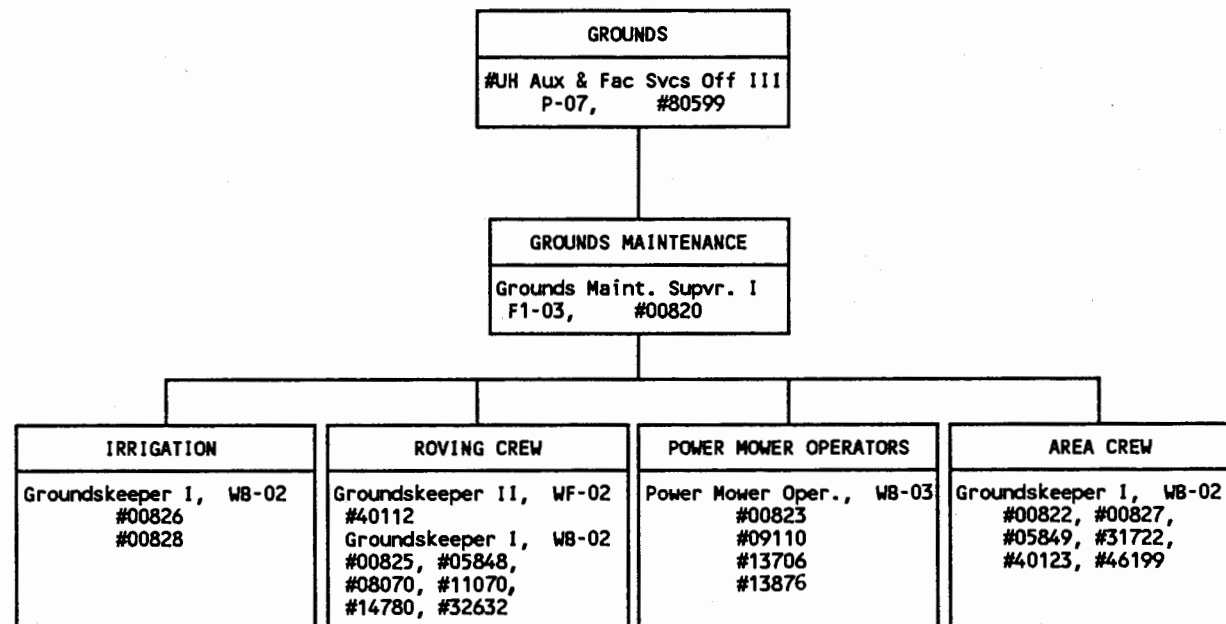 GROUNDS
#UH Aux & Fac Svcs Off III
P-07, #80599
GROUNDS MAINTENANCE
Grounds Maint. Supvr. I
F1-03, #00820
IRRIGATION
Groundskeeper I, WB-02
#00826
#00828
ROVING CREW
Groundskeeper II, WF-02
#40112
Groundskeeper I, WB-02
#00825, #05848,
#08070, #11070,
#14780, #32632
POWER MOWER OPERATORS
Power Mower Oper., WB-03
#00823
#09110
#13706
#13876
AREA CREW
Groundskeeper I, WB-02
#00822, #00827,
#05849, #31722,
#40123, #46199